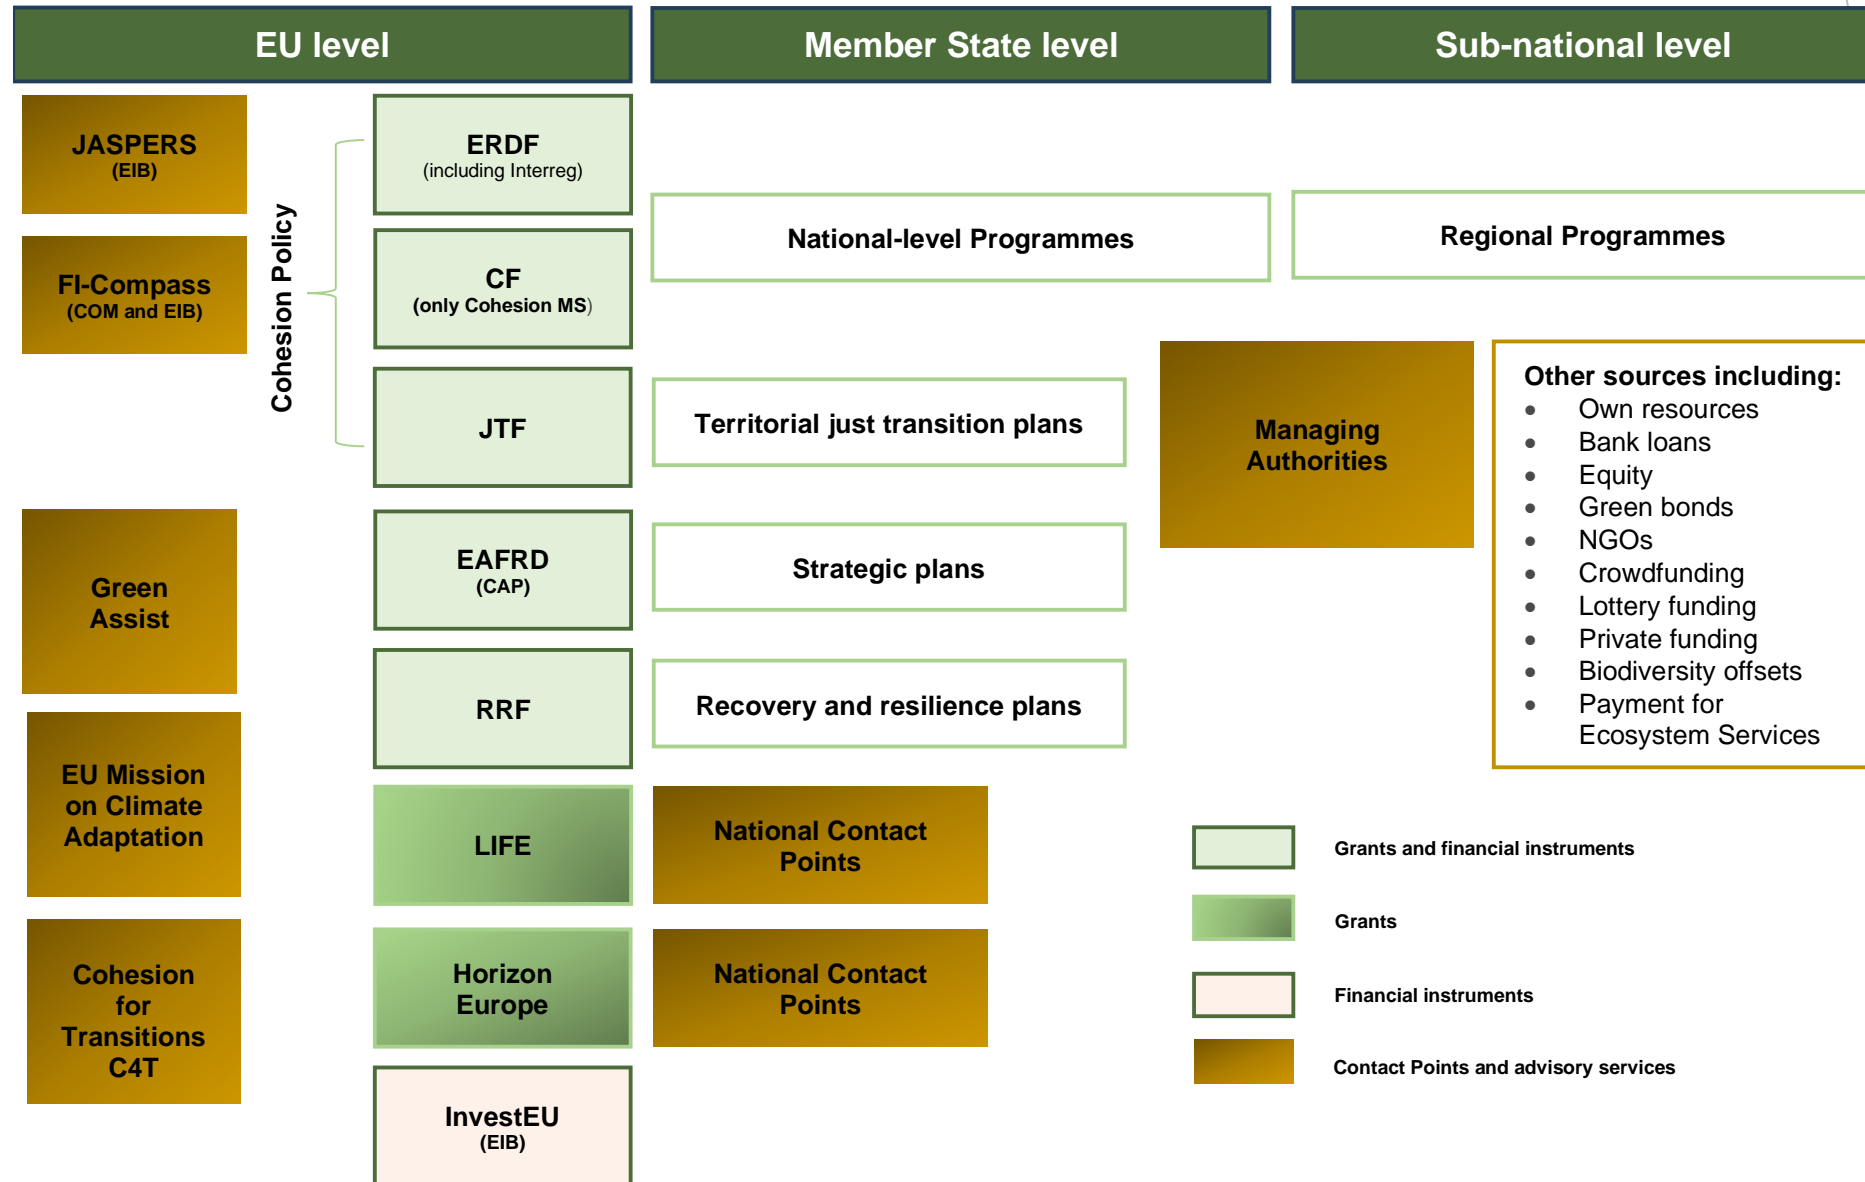 EU level
Member State level
Sub-national level
JASPERS
(EIB)
FI-Compass
(COM and EIB)
Green
Assist
EU Mission
on Climate
Adaptation
Cohesion
for
Transitions
C4T
Cohesion Policy
ERDF
(including Interreg)
CF
(only Cohesion MS)
JTF
EAFRD
(CAP)
RRF
LIFE
Horizon
Europe
InvestEU
(EIB)
National-level Programmes
Territorial just transition plans
Strategic plans
Recovery and resilience plans
National Contact
Points
National Contact
Points
Managing
Authorities
Regional Programmes
Other sources including:
• Own resources
• Bank loans
• Equity
• Green bonds
• NGOs
• Crowdfunding
• Lottery funding
• Private funding
• Biodiversity offsets
• Payment for
Ecosystem Services
Grants and financial instruments
Grants
Financial instruments
Contact Points and advisory services